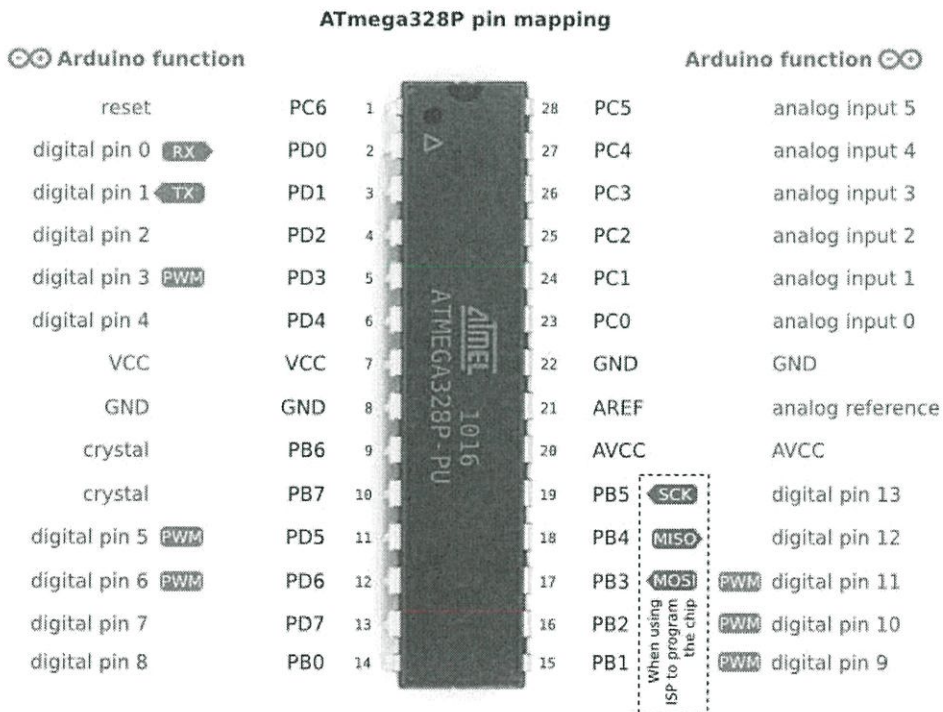 ATmega328P pin mapping
Arduino function
Arduino function
reset PC6 1 28 PC5 analog input 5
digital pin 0 RX PD0 2 27 PC4 analog input 4
digital pin 1 TX PD1 3 26 PC3 analog input 3
digital pin 2 PD2 4 25 PC2 analog input 2
digital pin 3 PWM PD3 5 24 PC1 analog input 1
digital pin 4 PD4 6 23 PC0 analog input 0
VCC VCC 7 22 GND GND
GND GND 8 21 AREF analog reference
crystal PB6 9 20 AVCC AVCC
crystal PB7 10 19 PB5 SCK digital pin 13
digital pin 5 PWM PD5 11 18 PB4 MISO digital pin 12
digital pin 6 PWM PD6 12 17 PB3 MOSI PWM digital pin 11
digital pin 7 PD7 13 16 PB2 PWM digital pin 10
digital pin 8 PB0 14 15 PB1 PWM digital pin 9
When using
ISP to program
the chip
ATMEL 1016
ATMEGA328P-PU